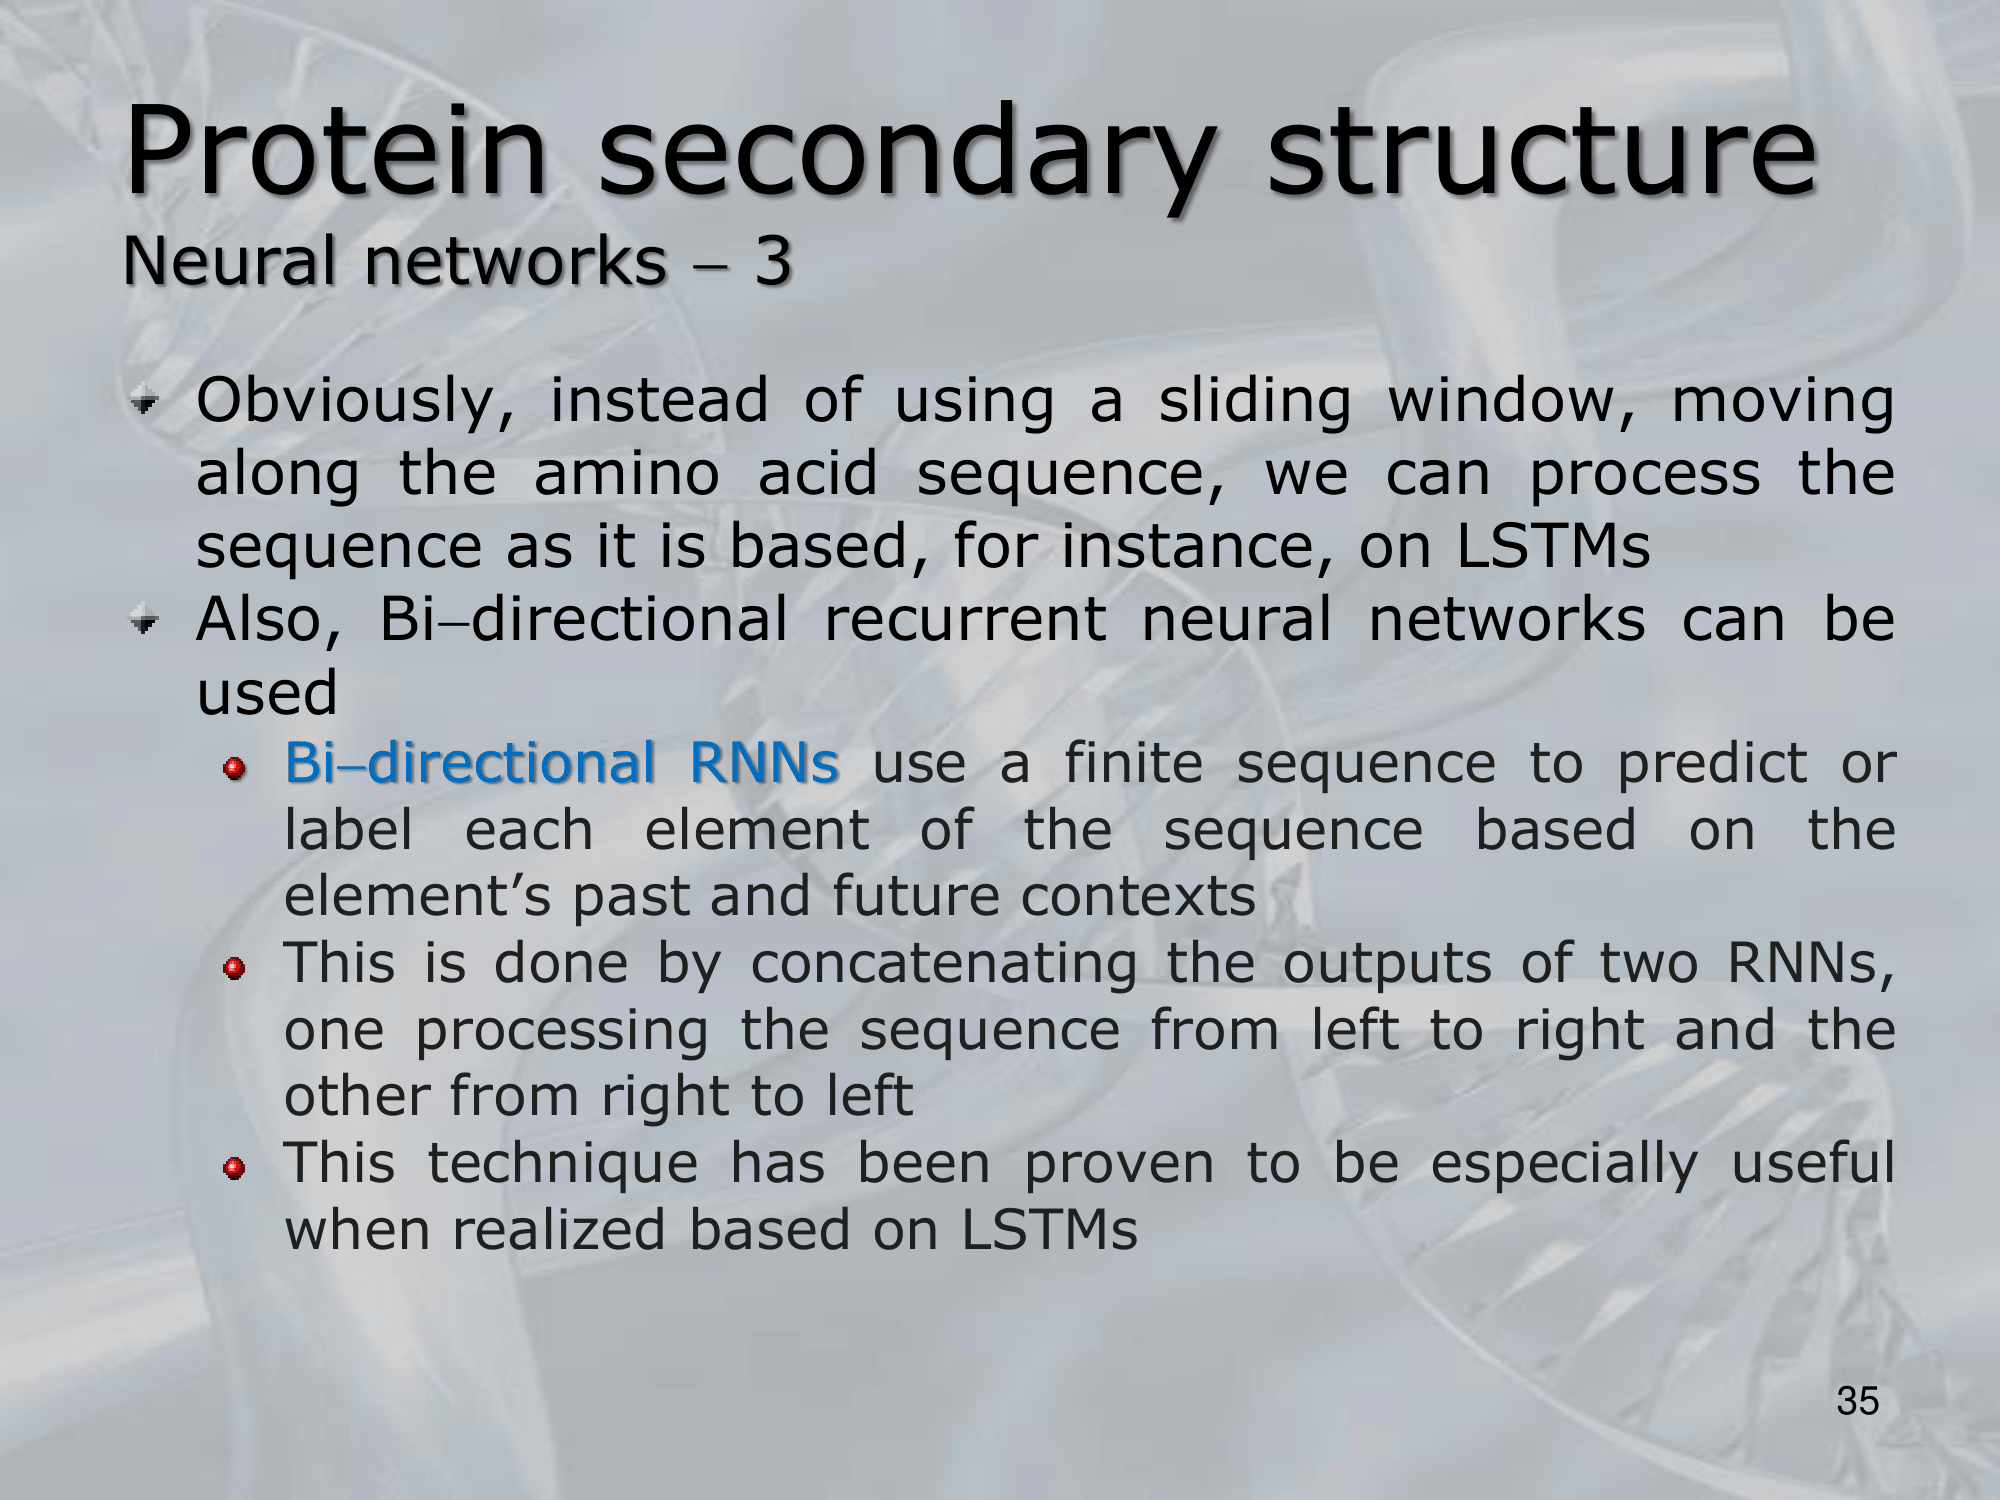 Protein secondary structure
Neural networks – 3
Obviously, instead of using a sliding window, moving
along the amino acid sequence, we can process the
sequence as it is based, for instance, on LSTMs
Also, Bi–directional recurrent neural networks can be
used
Bi–directional RNNs use a finite sequence to predict or
label each element of the sequence based on the
element’s past and future contexts
This is done by concatenating the outputs of two RNNs,
one processing the sequence from left to right and the
other from right to left
This technique has been proven to be especially useful
when realized based on LSTMs
35